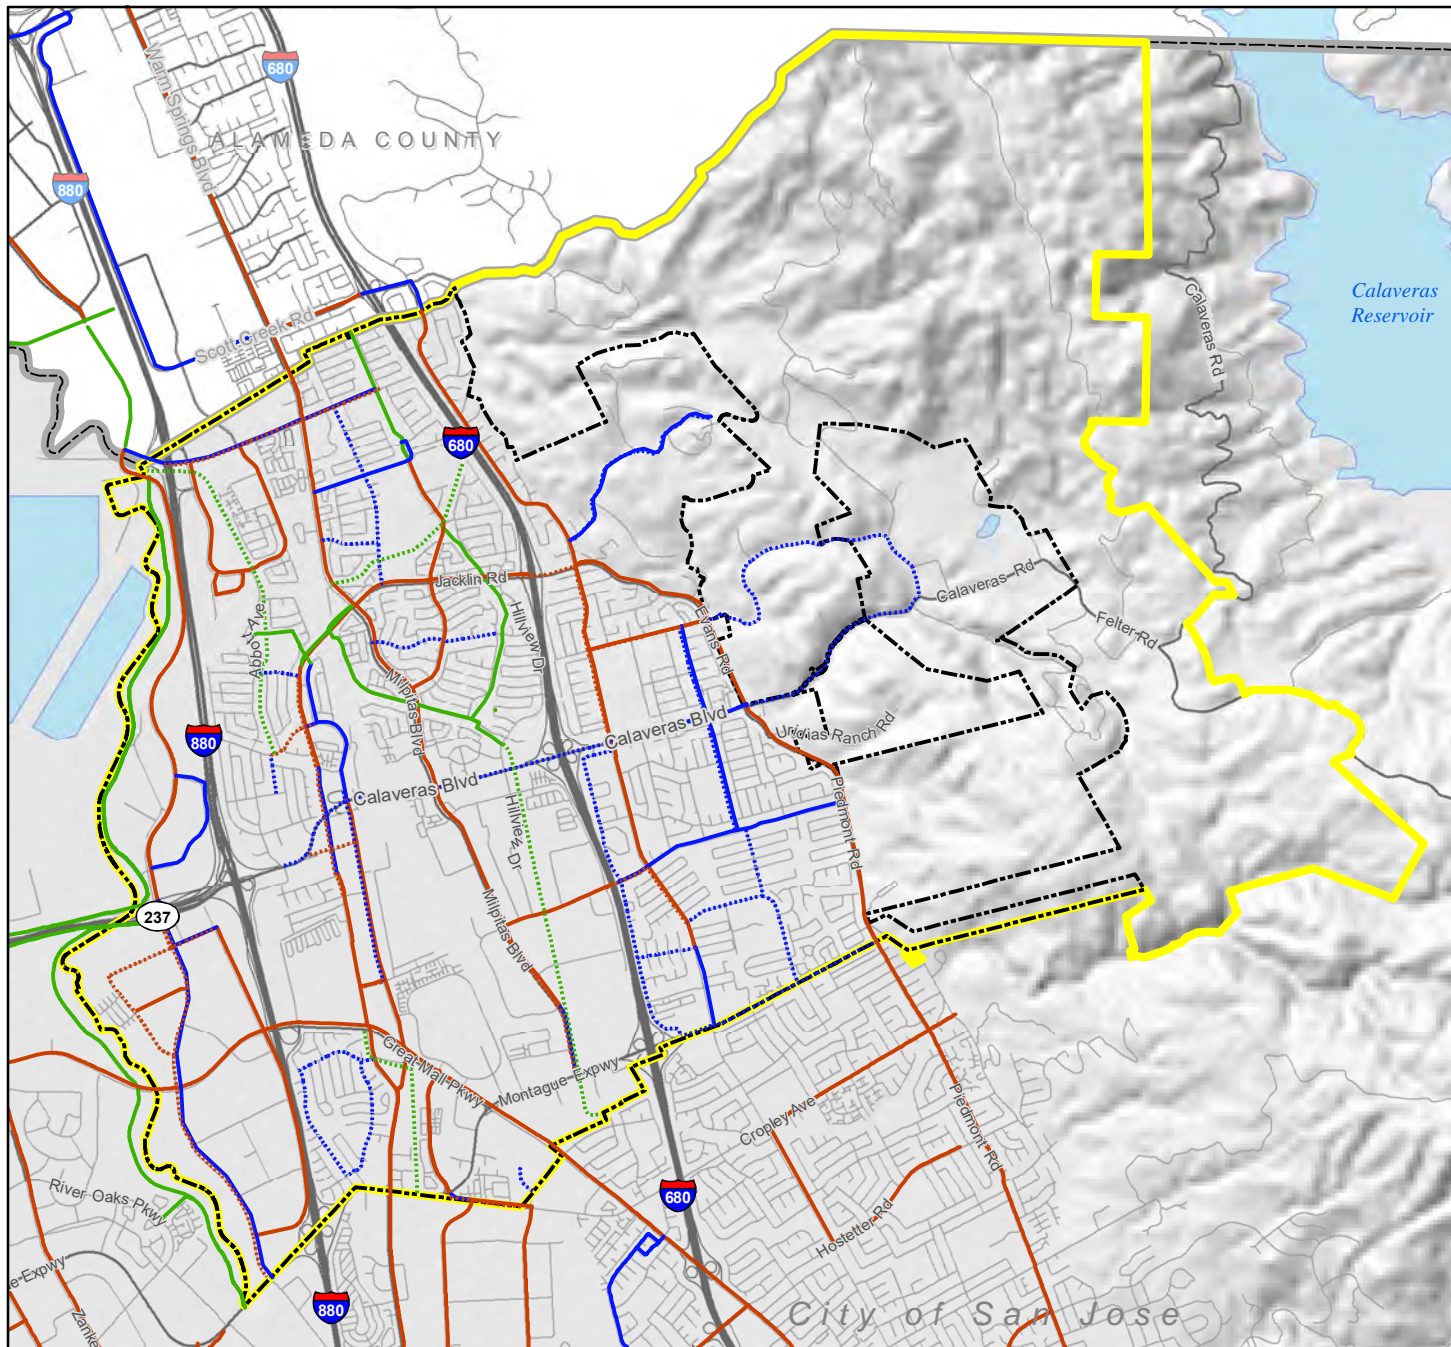 680
Warm Springs Blvd
ALAMEDA COUNTY
880
Calaveras
Reservoir
Calaveras Rd
Scott Creek Rd
680
Jacklin Rd
Calaveras Rd
Felter Rd
Abbott Ave
Hillview Dr
Evans Rd
Milpitas Blvd
880
Calaveras Blvd
Uridias Ranch Rd
Calaveras Blvd
Hillview Dr
Piedmont Rd
237
Milpitas Blvd
Great Mall Pkwy
Montague Expwy
Cropley Ave
Piedmont Rd
River Oaks Pkwy
680
Hostetter Rd
e Expwy
Zanke
880
City of San Jose